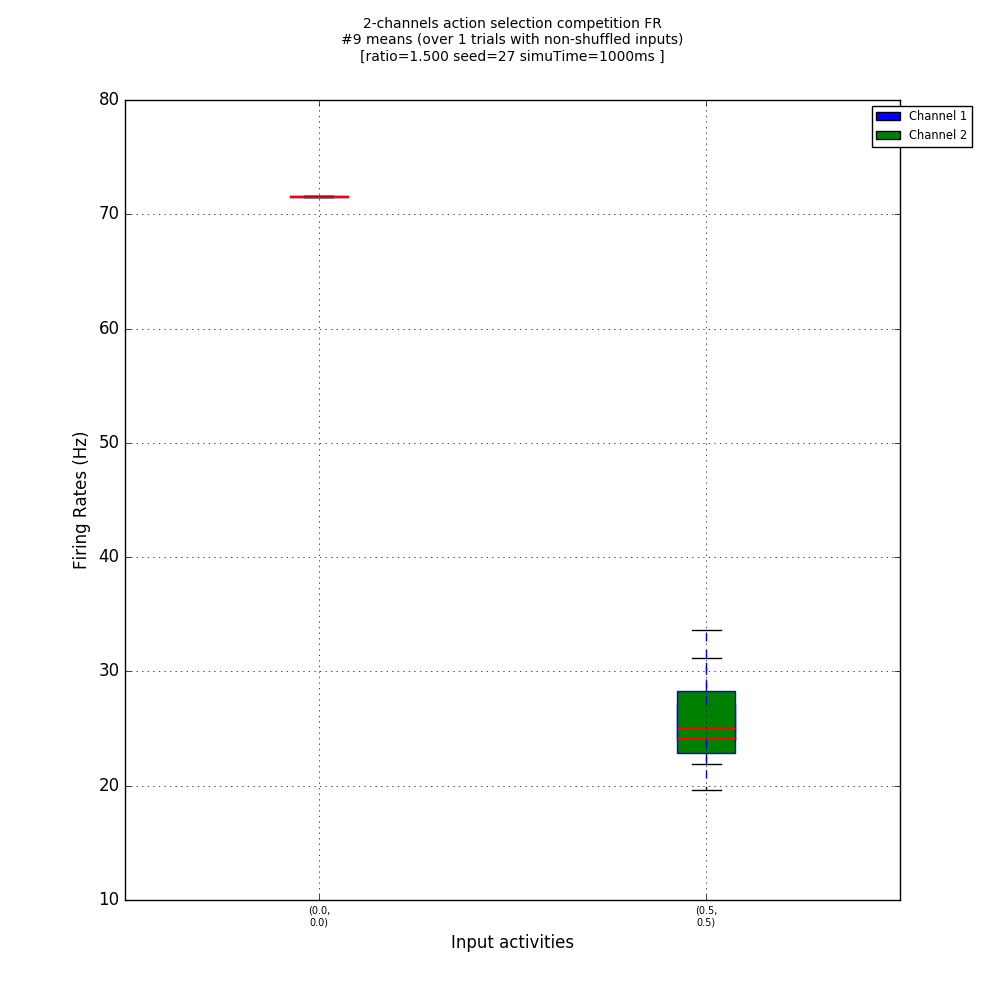 2-channels action selection competition FR
#9 means (over 1 trials with non-shuffled inputs)
[ratio=1.500 seed=27 simuTime=1000ms ]
Channel 1
Channel 2
80
70
60
50
40
30
20
10
Firing Rates (Hz)
(0.0,
0.0)
(0.5,
0.5)
Input activities